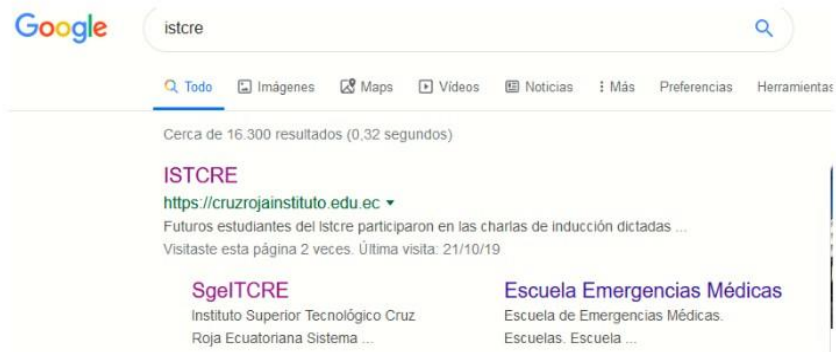 Google
istcre
Todo Imágenes Maps Vídeos Noticias Más Preferencias Herramientas
Cerca de 16.300 resultados (0,32 segundos)
ISTCRE
https://cruzrojainstituto.edu.ec
Futuros estudiantes del Istcre participaron en las charlas de inducción dictadas ...
Visitaste esta página 2 veces. Última visita: 21/10/19
SgeITCRE
Instituto Superior Tecnológico Cruz
Roja Ecuatoriana Sistema ...
Escuela Emergencias Médicas
Escuela de Emergencias Médicas.
Escuelas. Escuela ...